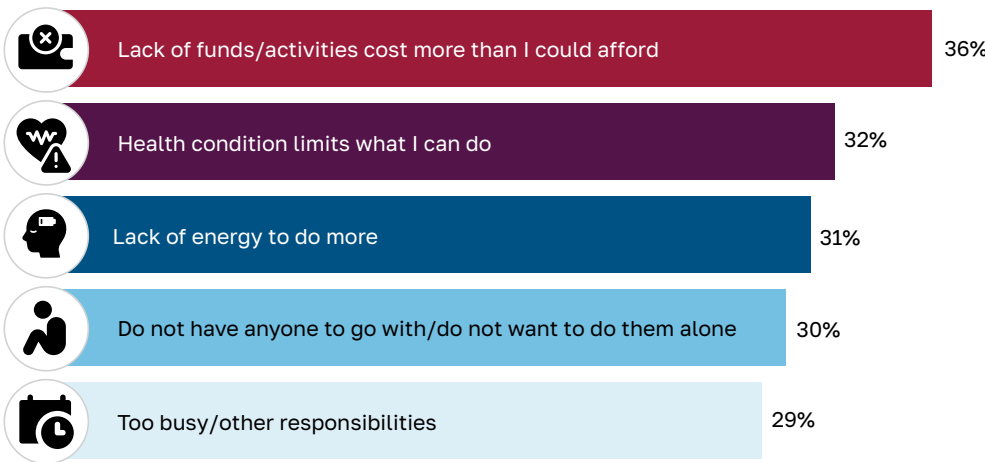 Lack of funds/activities cost more than I could afford 36%
Health condition limits what I can do 32%
Lack of energy to do more 31%
Do not have anyone to go with/do not want to do them alone 30%
Too busy/other responsibilities 29%